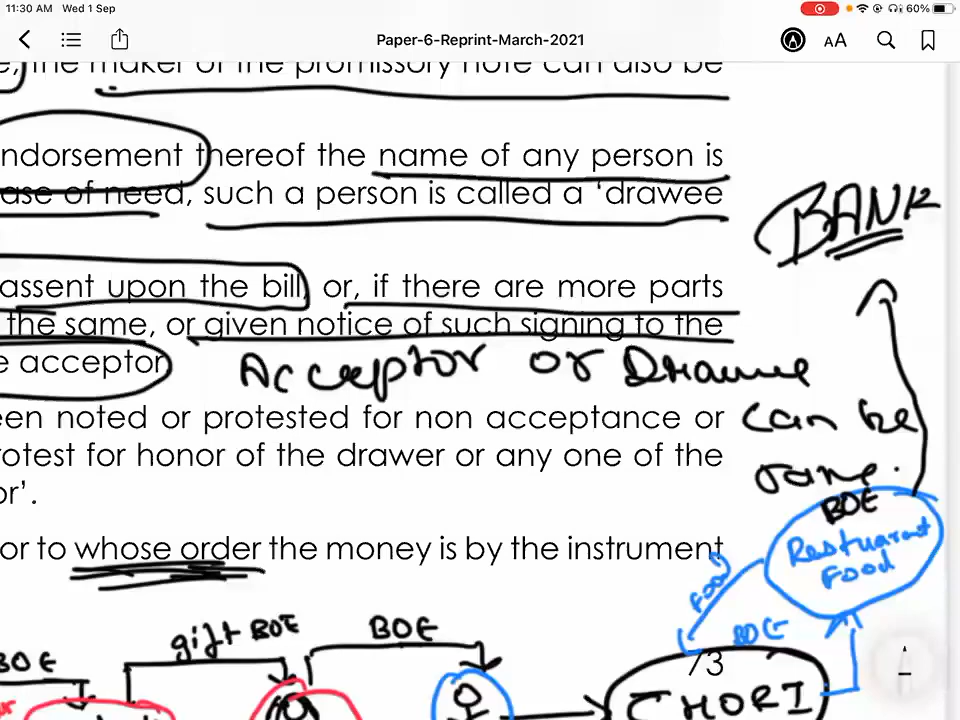 11:30 AM Wed 1 Sep
60%
Paper-6-Reprint-March-2021
AA
e, the maker of the promissory note can also be
ndorsement thereof the name of any person is
ase of need, such a person is called a ‘drawee
BANK
assent upon the bill, or, if there are more parts
the same, or given notice of such signing to the
e acceptor
Acceptor or Drawee
can be
same.
een noted or protested for non acceptance or
rotest for honor of the drawer or any one of the
or’.
BOE
Restuarant
Food
or to whose order the money is by the instrument
Food
BOE
gift BOE
BOE
BOE
73
CHORI